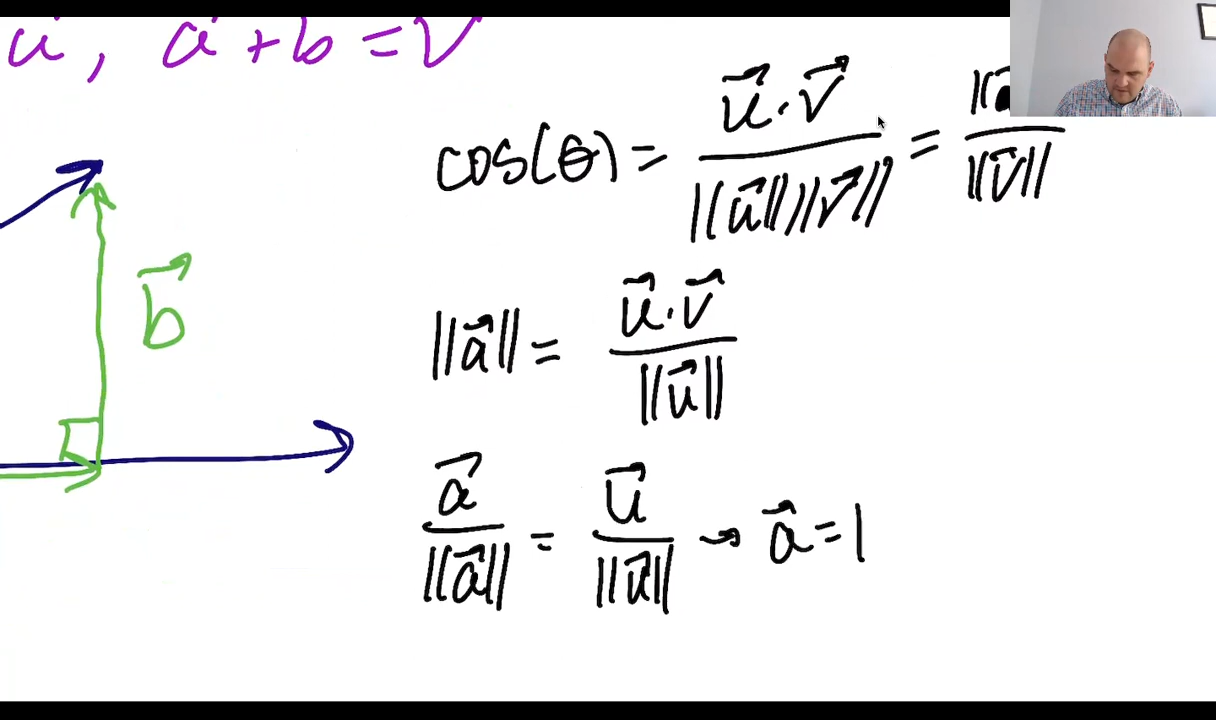 u⃗, a⃗ + b⃗ = v⃗
cos(θ) = u⃗·v⃗ / ||u⃗|| ||v⃗|| = ||a / ||v⃗||
b⃗
||a⃗|| = u⃗·v⃗ / ||u⃗||
a⃗ / ||a⃗|| = u⃗ / ||u⃗|| ⇝ a⃗ = 1